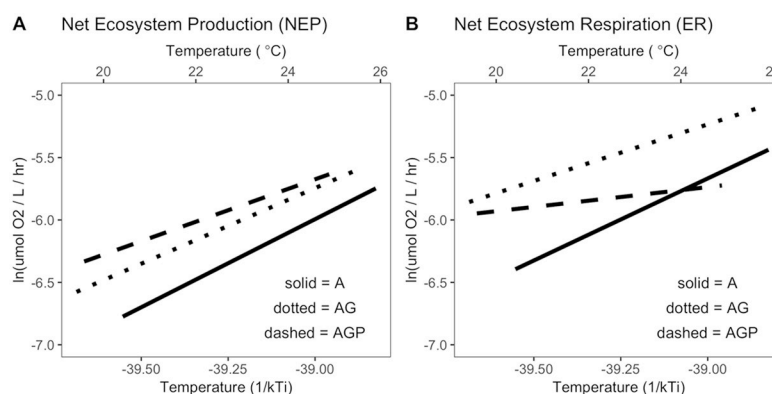 A Net Ecosystem Production (NEP)
Temperature ( °C)
20 22 24 26
-5.0
-5.5
-6.0
-6.5
-7.0
ln(umol O2 / L / hr)
solid = A
dotted = AG
dashed = AGP
-39.50 -39.25 -39.00
Temperature (1/kTi)
B Net Ecosystem Respiration (ER)
Temperature ( °C)
20 22 24
-5.0
-5.5
-6.0
-6.5
-7.0
ln(umol O2 / L / hr)
solid = A
dotted = AG
dashed = AGP
-39.50 -39.25 -39.00
Temperature (1/kTi)